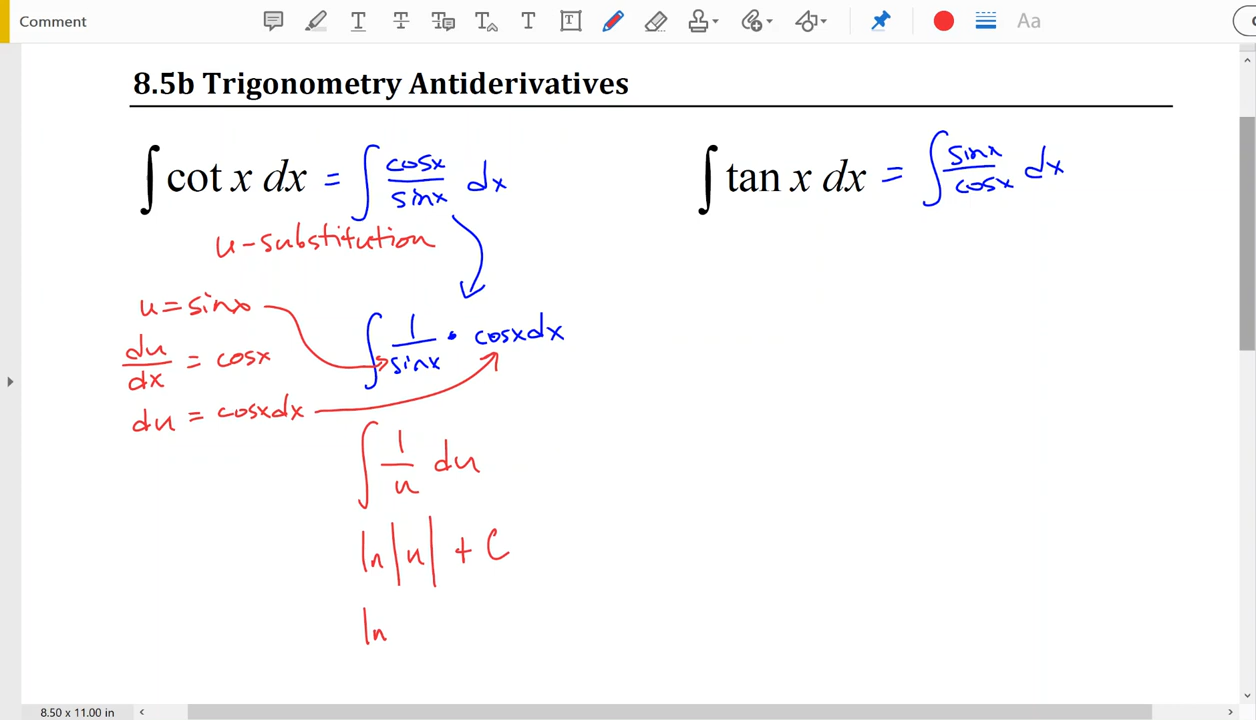 Comment
T T T T T T Aa
8.5b Trigonometry Antiderivatives
∫ cot x dx = ∫ cosx/sinx dx
u-substitution
u = sinx
du/dx = cosx
du = cosxdx
∫ 1/sinx • cosxdx
∫ 1/u du
ln|u| + C
ln
∫ tan x dx = ∫ sinx/cosx dx
8.50 x 11.00 in